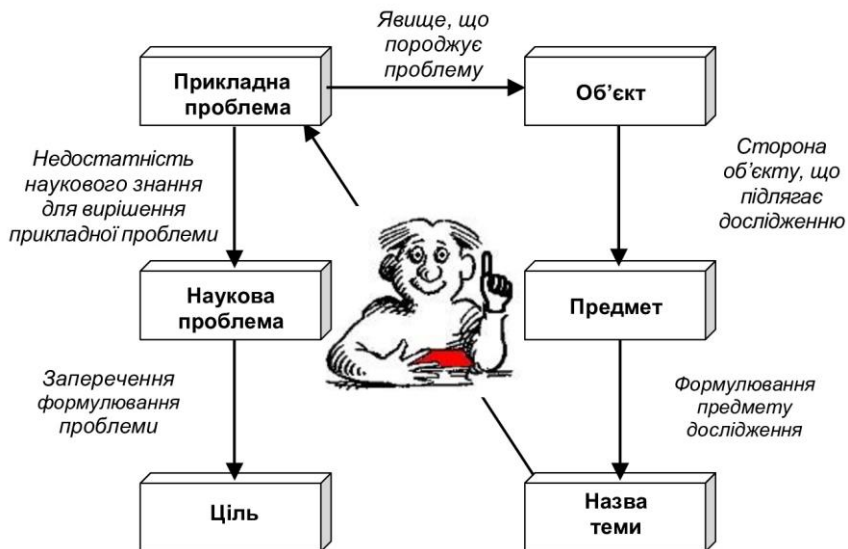 Явище, що
породжує
проблему
Прикладна
проблема
Об’єкт
Недостатність
наукового знання
для вирішення
прикладної проблеми
Сторона
об’єкту, що
підлягає
дослідженню
Наукова
проблема
Предмет
Заперечення
формулювання
проблеми
Формулювання
предмету
дослідження
Ціль
Назва
теми